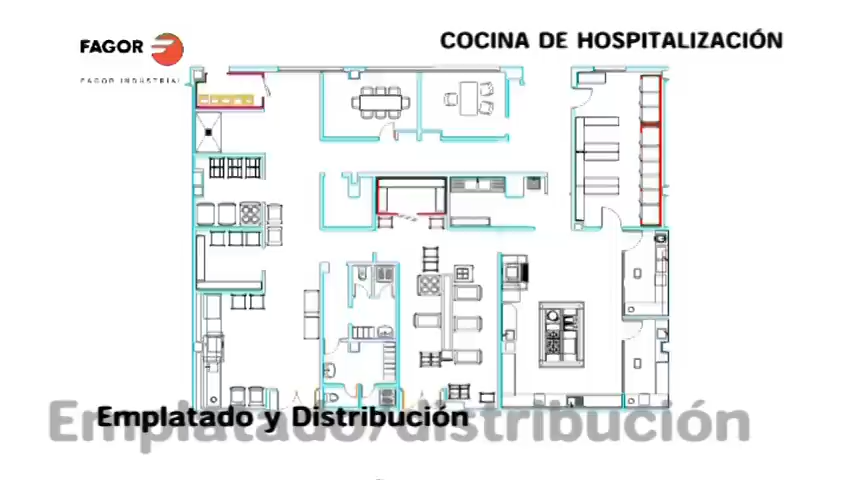 FAGOR
COCINA DE HOSPITALIZACIÓN
FAGOR INDUSTRIAL
Emplatado y Distribución
Emplatado/distribución